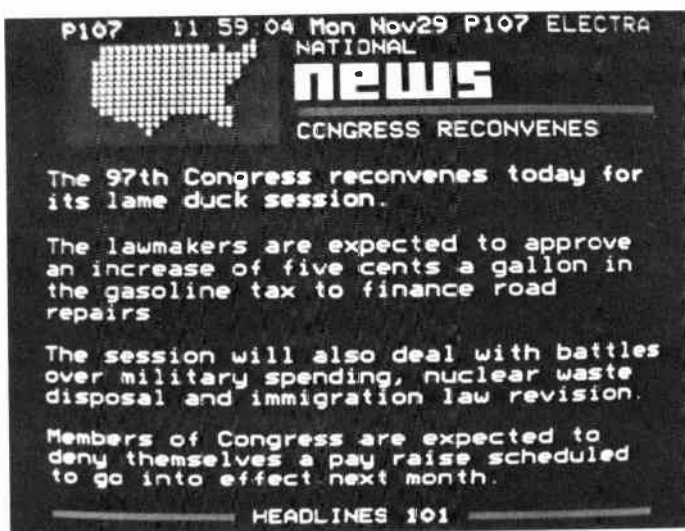 P107 11:59:04 Mon Nov29 P107 ELECTRA
NATIONAL
news
CONGRESS RECONVENES
The 97th Congress reconvenes today for
its lame duck session.
The lawmakers are expected to approve
an increase of five cents a gallon in
the gasoline tax to finance road
repairs
The session will also deal with battles
over military spending, nuclear waste
disposal and immigration law revision.
Members of Congress are expected to
deny themselves a pay raise scheduled
to go into effect next month.
HEADLINES 101